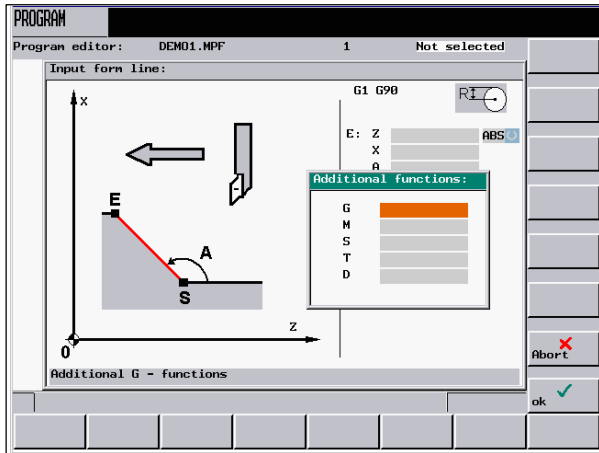 PROGRAM
Program editor: DEMO1.MPF 1 Not selected
Input form line:
X
G1 G90
R
E: Z ABS
X
A
Additional functions:
G
M
S
T
D
E
A
S
Z
0
Additional G - functions
Abort
ok